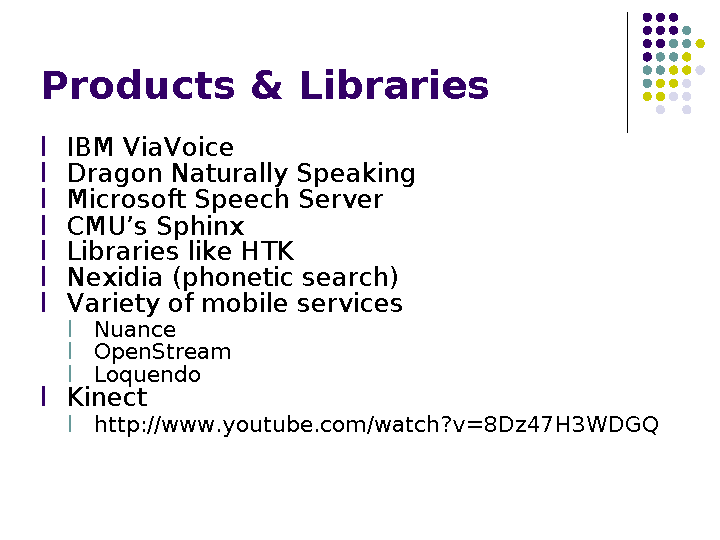 Products & Libraries
l IBM ViaVoice
l Dragon Naturally Speaking
l Microsoft Speech Server
l CMU’s Sphinx
l Libraries like HTK
l Nexidia (phonetic search)
l Variety of mobile services
l Nuance
l OpenStream
l Loquendo
l Kinect
l http://www.youtube.com/watch?v=8Dz47H3WDGQ